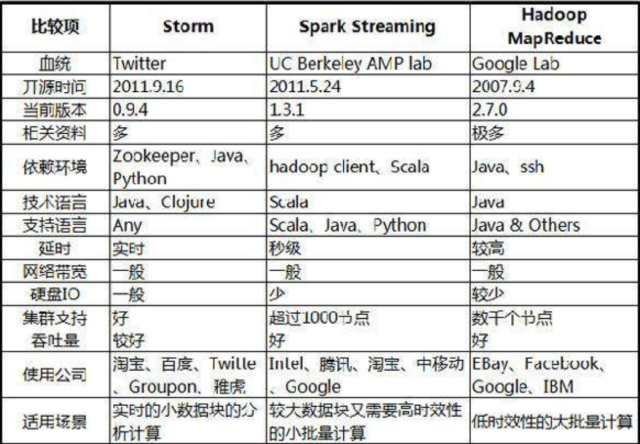 比较项 Storm Spark Streaming Hadoop MapReduce
血统 Twitter UC Berkeley AMP lab Google Lab
开源时间 2011.9.16 2011.5.24 2007.9.4
当前版本 0.9.4 1.3.1 2.7.0
相关资料 多 多 极多
依赖环境 Zookeeper、Java、Python hadoop client、Scala Java、ssh
技术语言 Java、Clojure Scala Java
支持语言 Any Scala、Java、Python Java & Others
延时 实时 秒级 较高
网络带宽 一般 一般 一般
硬盘IO 一般 少 较少
集群支持 好 超过1000节点 数千个节点
吞吐量 较好 好 好
使用公司 淘宝、百度、Twitte、Groupon、雅虎 Intel、腾讯、淘宝、中移动、Google EBay、Facebook、Google、IBM
适用场景 实时的小数据块的分析计算 较大数据块又需要高时效性的小批量计算 低时效性的大批量计算